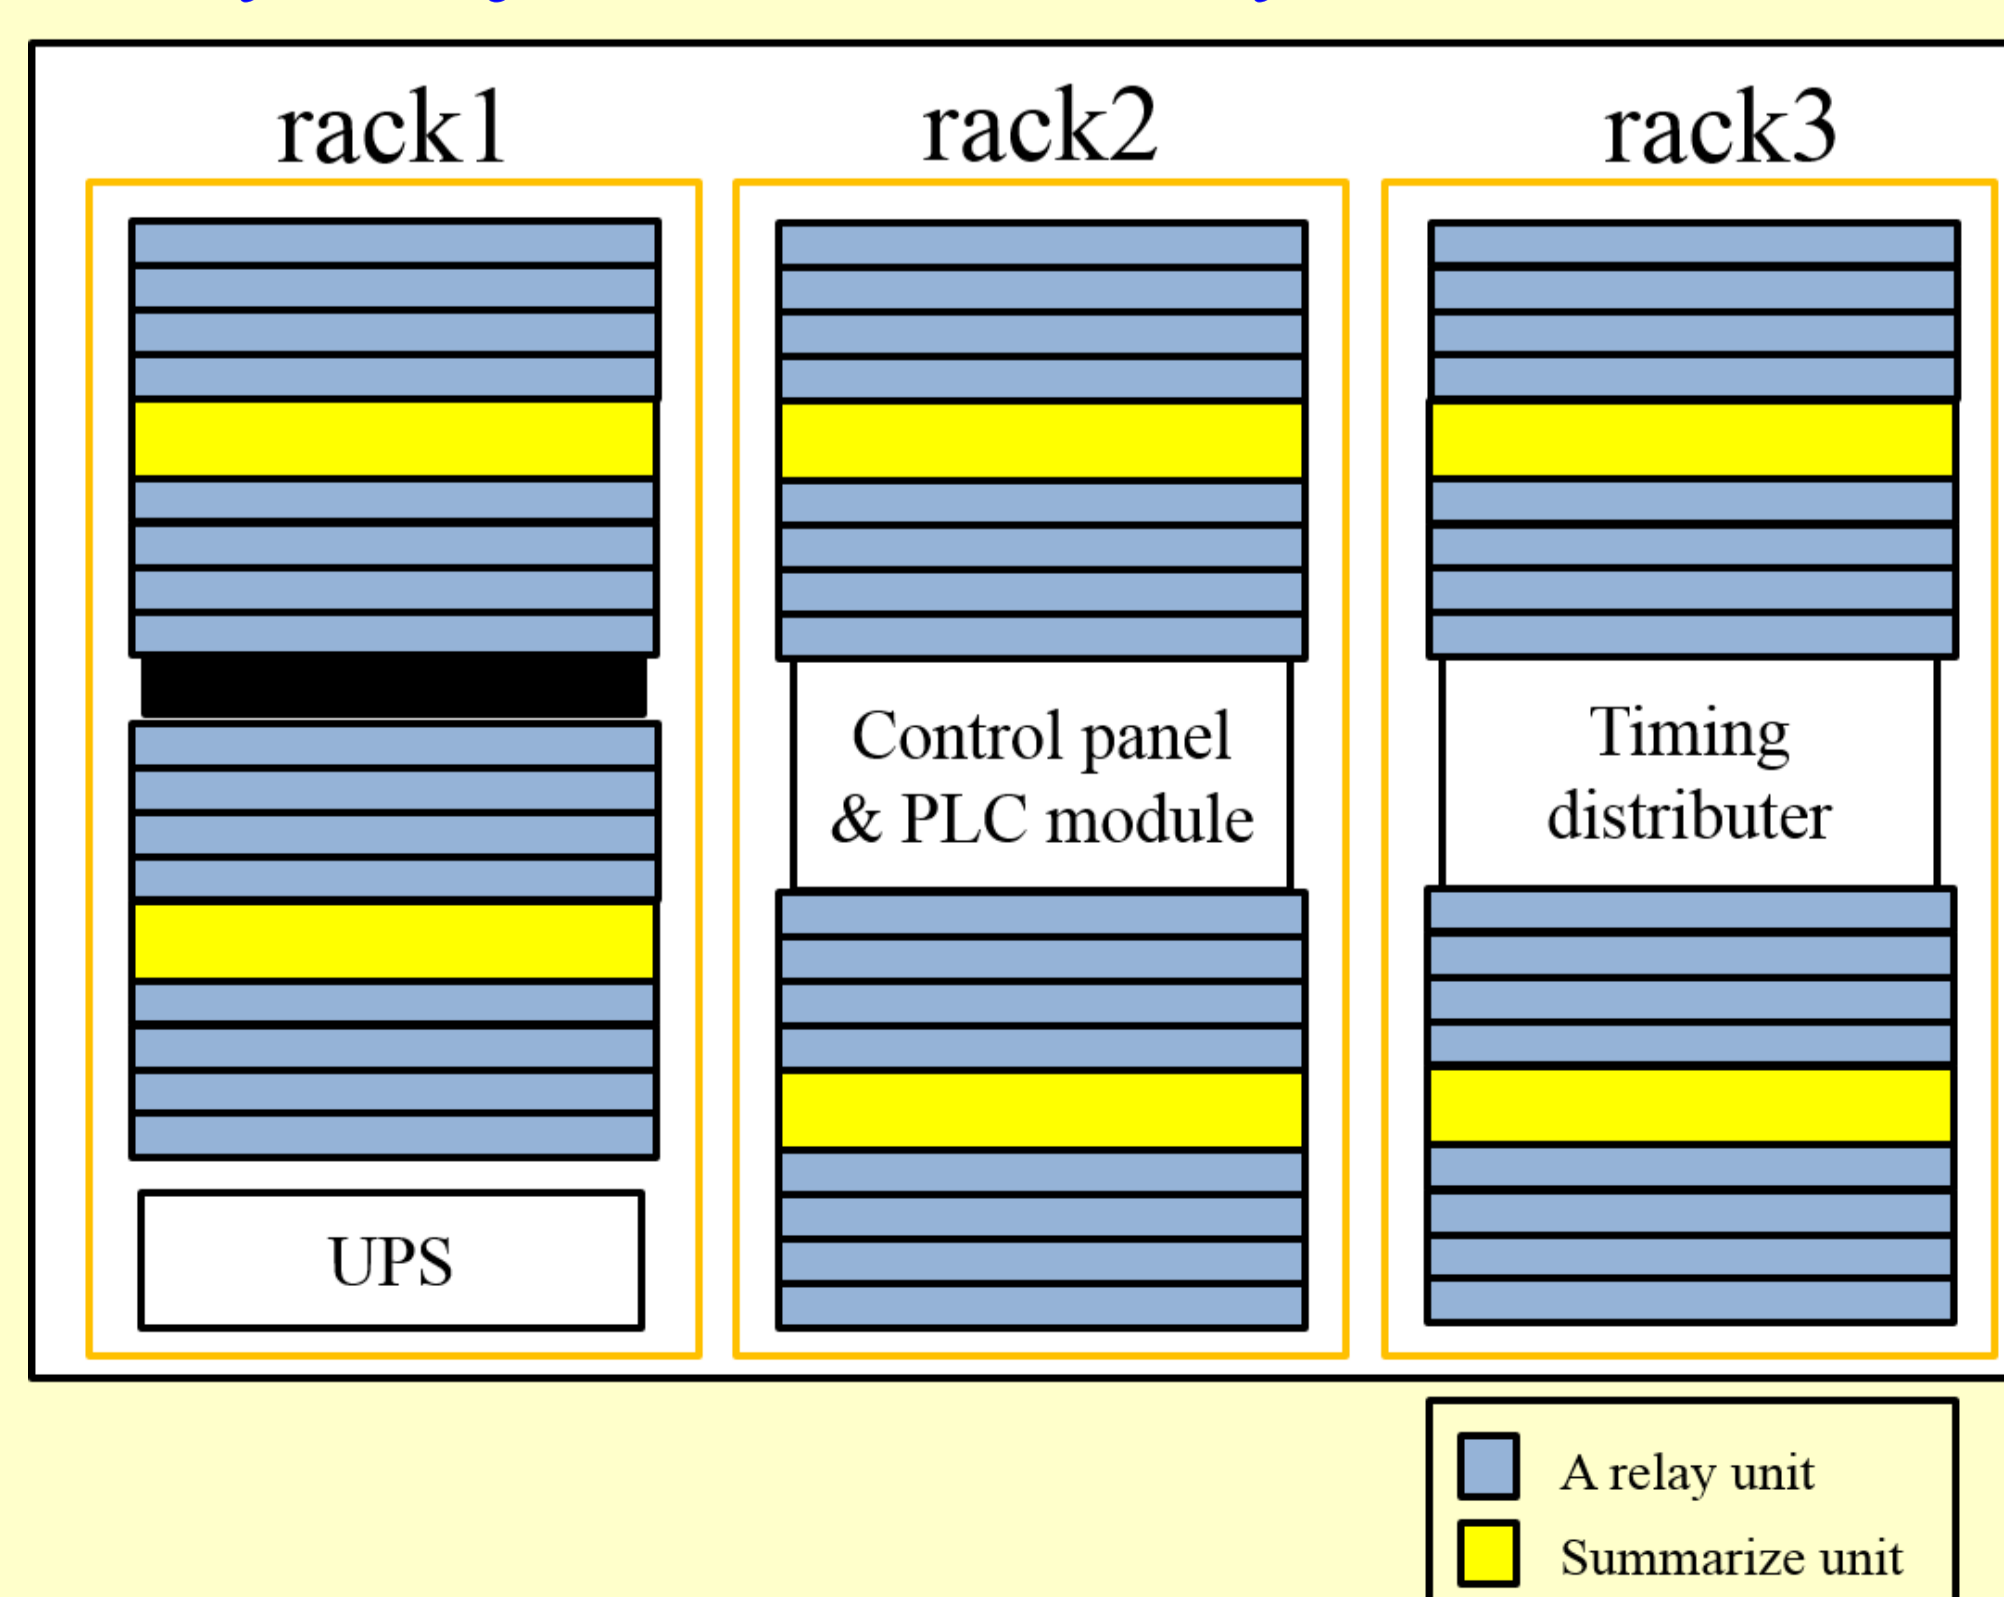 rack1
rack2
rack3
Control panel
& PLC module
Timing
distributer
UPS
A relay unit
Summarize unit